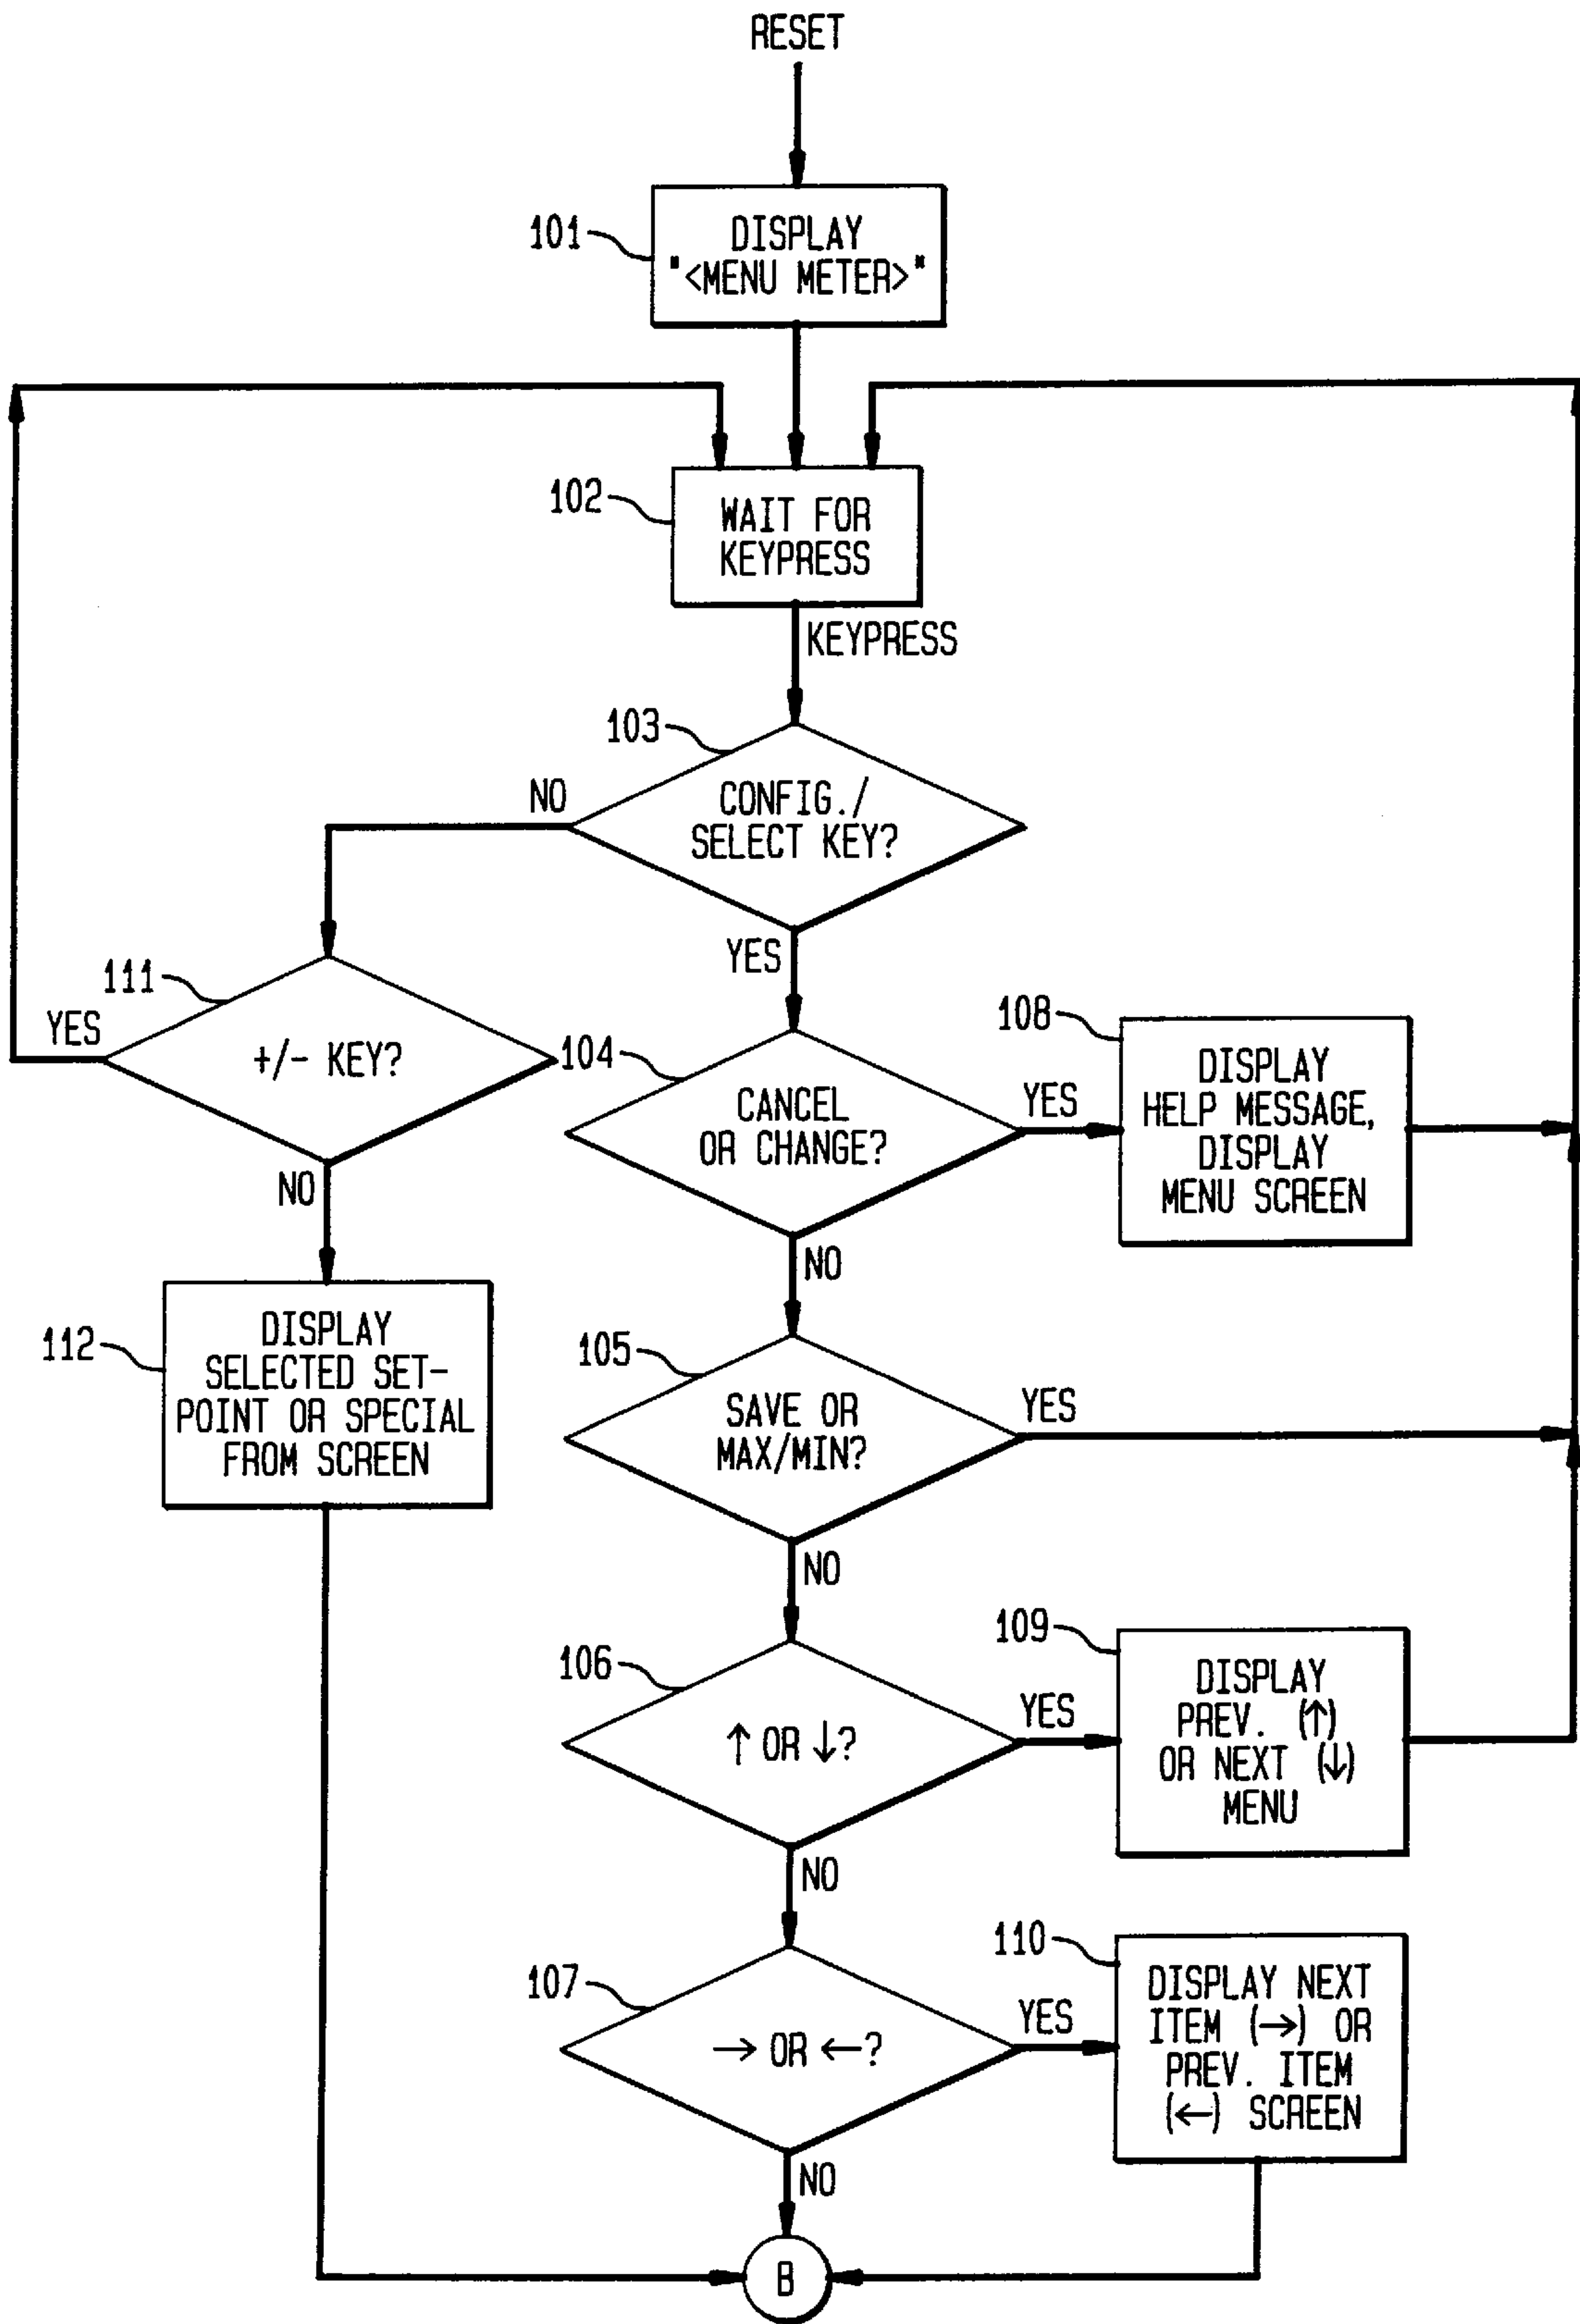 RESET
101
DISPLAY
"<MENU METER>"
102
WAIT FOR
KEYPRESS
KEYPRESS
103
NO
CONFIG./
SELECT KEY?
YES
111
YES
+/- KEY?
NO
104
CANCEL
OR CHANGE?
YES
108
DISPLAY
HELP MESSAGE,
DISPLAY
MENU SCREEN
NO
112
DISPLAY
SELECTED SET-
POINT OR SPECIAL
FROM SCREEN
105
SAVE OR
MAX/MIN?
YES
NO
106
↑ OR ↓?
YES
109
DISPLAY
PREV. (↑)
OR NEXT (↓)
MENU
NO
107
→ OR ←?
YES
110
DISPLAY NEXT
ITEM (→) OR
PREV. ITEM
(←) SCREEN
NO
B